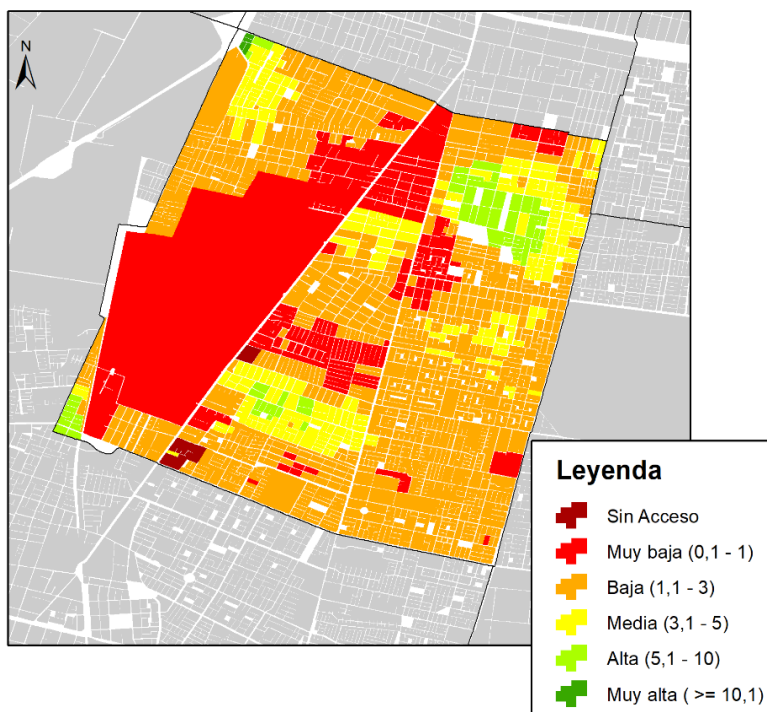 N
Leyenda
Sin Acceso
Muy baja (0,1 - 1)
Baja (1,1 - 3)
Media (3,1 - 5)
Alta (5,1 - 10)
Muy alta ( >= 10,1)